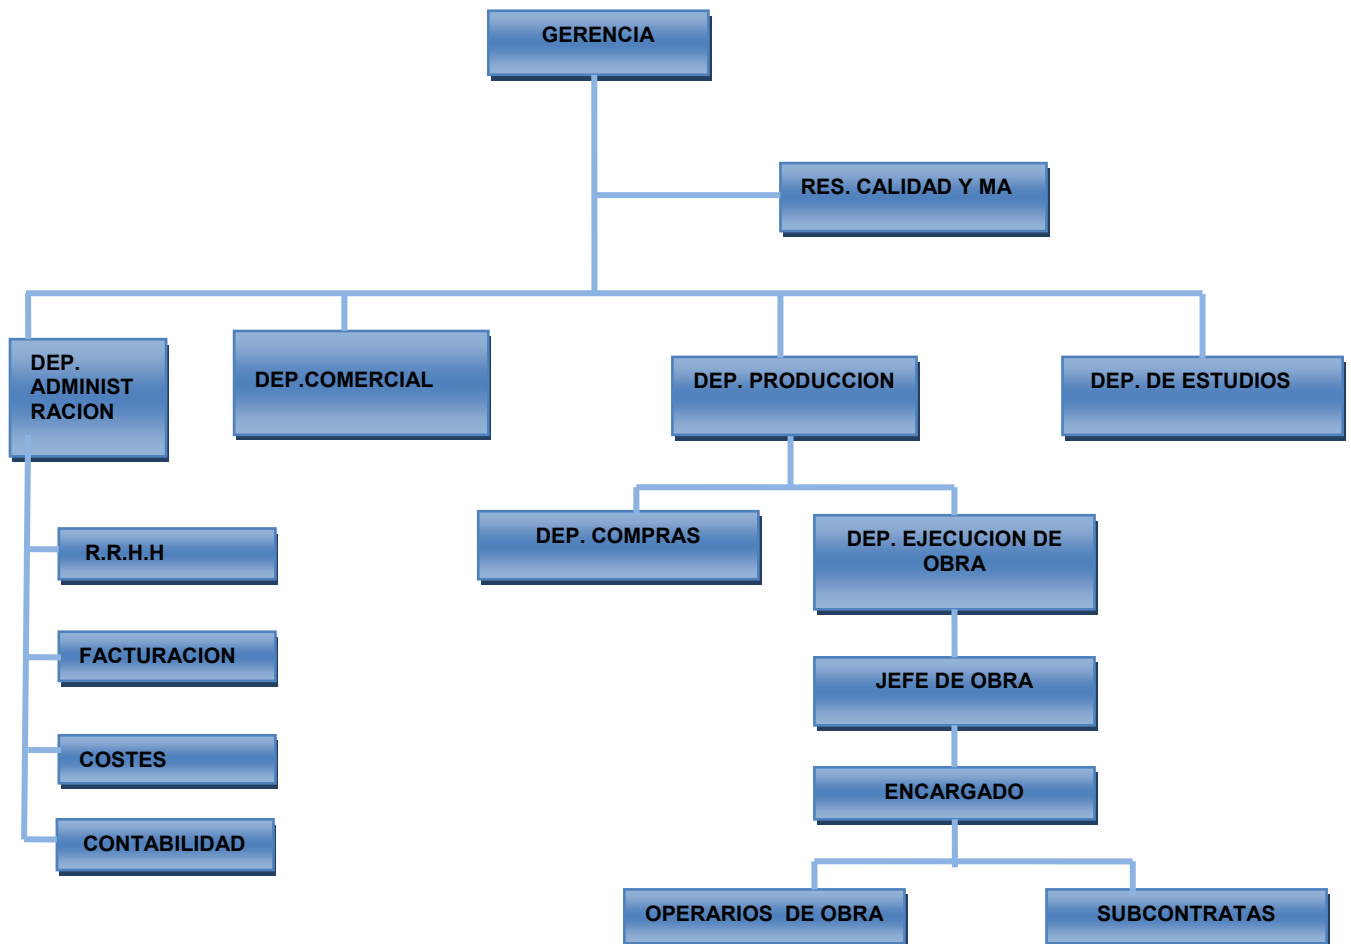 GERENCIA
RES. CALIDAD Y MA
DEP.
ADMINIST
RACION
DEP.COMERCIAL
DEP. PRODUCCION
DEP. DE ESTUDIOS
DEP. COMPRAS
DEP. EJECUCION DE
OBRA
R.R.H.H
FACTURACION
COSTES
CONTABILIDAD
JEFE DE OBRA
ENCARGADO
OPERARIOS  DE OBRA
SUBCONTRATAS